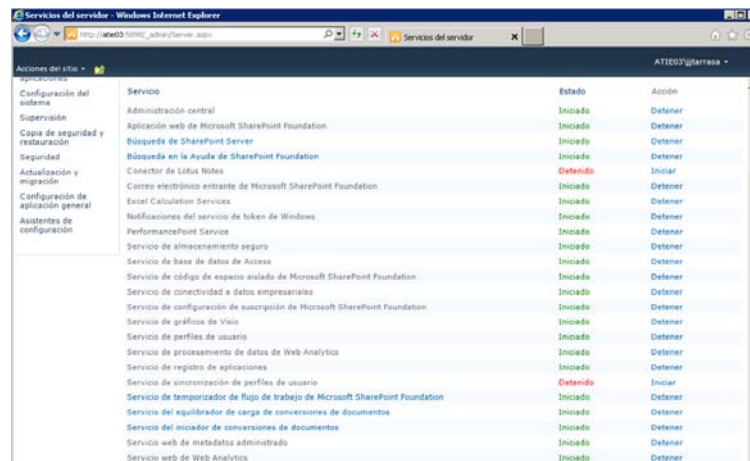 Servicios del servidor - Windows Internet Explorer
http://atie03:5090/_admin/Server.aspx
Servicios del servidor
Acciones del sitio
ATIE03\jjtarrasa
aplicaciones
Configuración del
sistema
Supervisión
Copia de seguridad y
restauración
Seguridad
Actualización y
migración
Configuración de
aplicación general
Asistentes de
configuración
Servicio Estado Acción
Administración central Iniciado Detener
Aplicación web de Microsoft SharePoint Foundation Iniciado Detener
Búsqueda de SharePoint Server Iniciado Detener
Búsqueda en la Ayuda de SharePoint Foundation Iniciado Detener
Conector de Lotus Notes Detenido Iniciar
Correo electrónico entrante de Microsoft SharePoint Foundation Iniciado Detener
Excel Calculation Services Iniciado Detener
Notificaciones del servicio de token de Windows Iniciado Detener
PerformancePoint Service Iniciado Detener
Servicio de almacenamiento seguro Iniciado Detener
Servicio de base de datos de Access Iniciado Detener
Servicio de código de espacio aislado de Microsoft SharePoint Foundation Iniciado Detener
Servicio de conectividad a datos empresariales Iniciado Detener
Servicio de configuración de suscripción de Microsoft SharePoint Foundation Iniciado Detener
Servicio de gráficos de Visio Iniciado Detener
Servicio de perfiles de usuario Iniciado Detener
Servicio de procesamiento de datos de Web Analytics Iniciado Detener
Servicio de registro de aplicaciones Iniciado Detener
Servicio de sincronización de perfiles de usuario Detenido Iniciar
Servicio de temporizador de flujo de trabajo de Microsoft SharePoint Foundation Iniciado Detener
Servicio del equilibrador de carga de conversiones de documentos Iniciado Detener
Servicio del iniciador de conversiones de documentos Iniciado Detener
Servicio web de metadatos administrado Iniciado Detener
Servicio web de Web Analytics Iniciado Detener